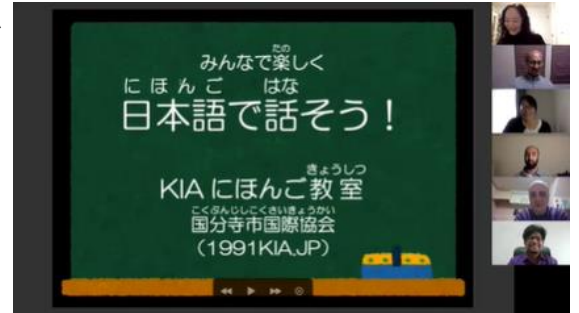 たの
みんなで楽しく
にほんご はな
日本語で話そう！
きょうしつ
KIA にほんご教室
こくぶんじしこくさいきょうかい
国分寺市国際協会
(1991KIA,JP)